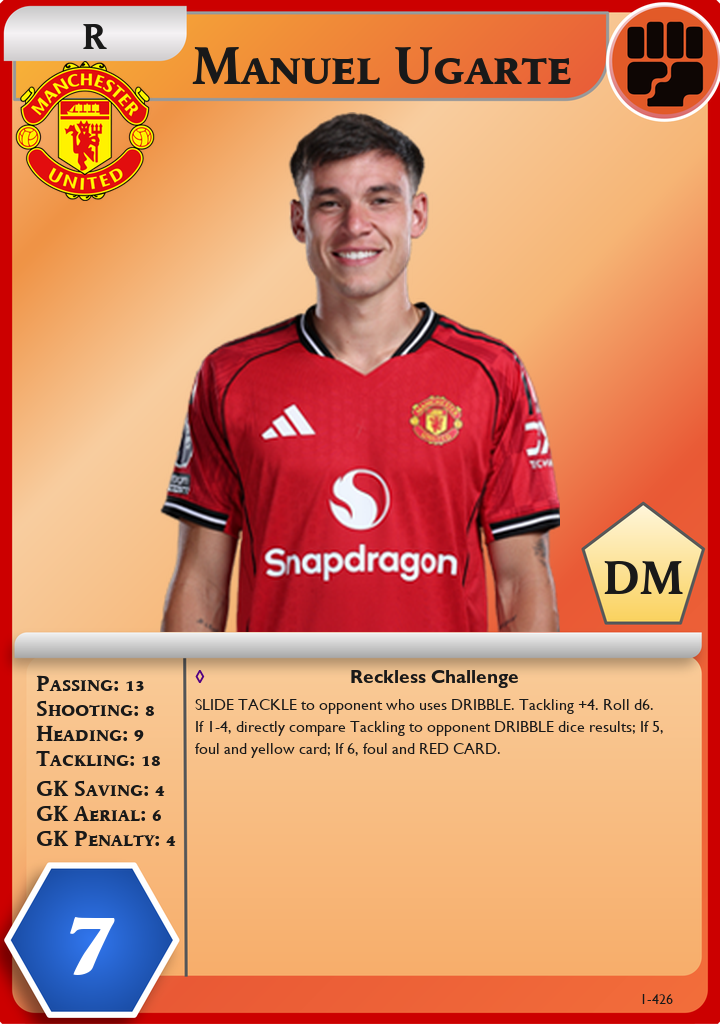 R
Manuel Ugarte
MANCHESTER
UNITED
Snapdragon
DM
Passing: 13
Shooting: 8
Heading: 9
Tackling: 18
GK Saving: 4
GK Aerial: 6
GK Penalty: 4
7
◊ Reckless Challenge
SLIDE TACKLE to opponent who uses DRIBBLE. Tackling +4. Roll d6.
If 1-4, directly compare Tackling to opponent DRIBBLE dice results; If 5,
foul and yellow card; If 6, foul and RED CARD.
1-426